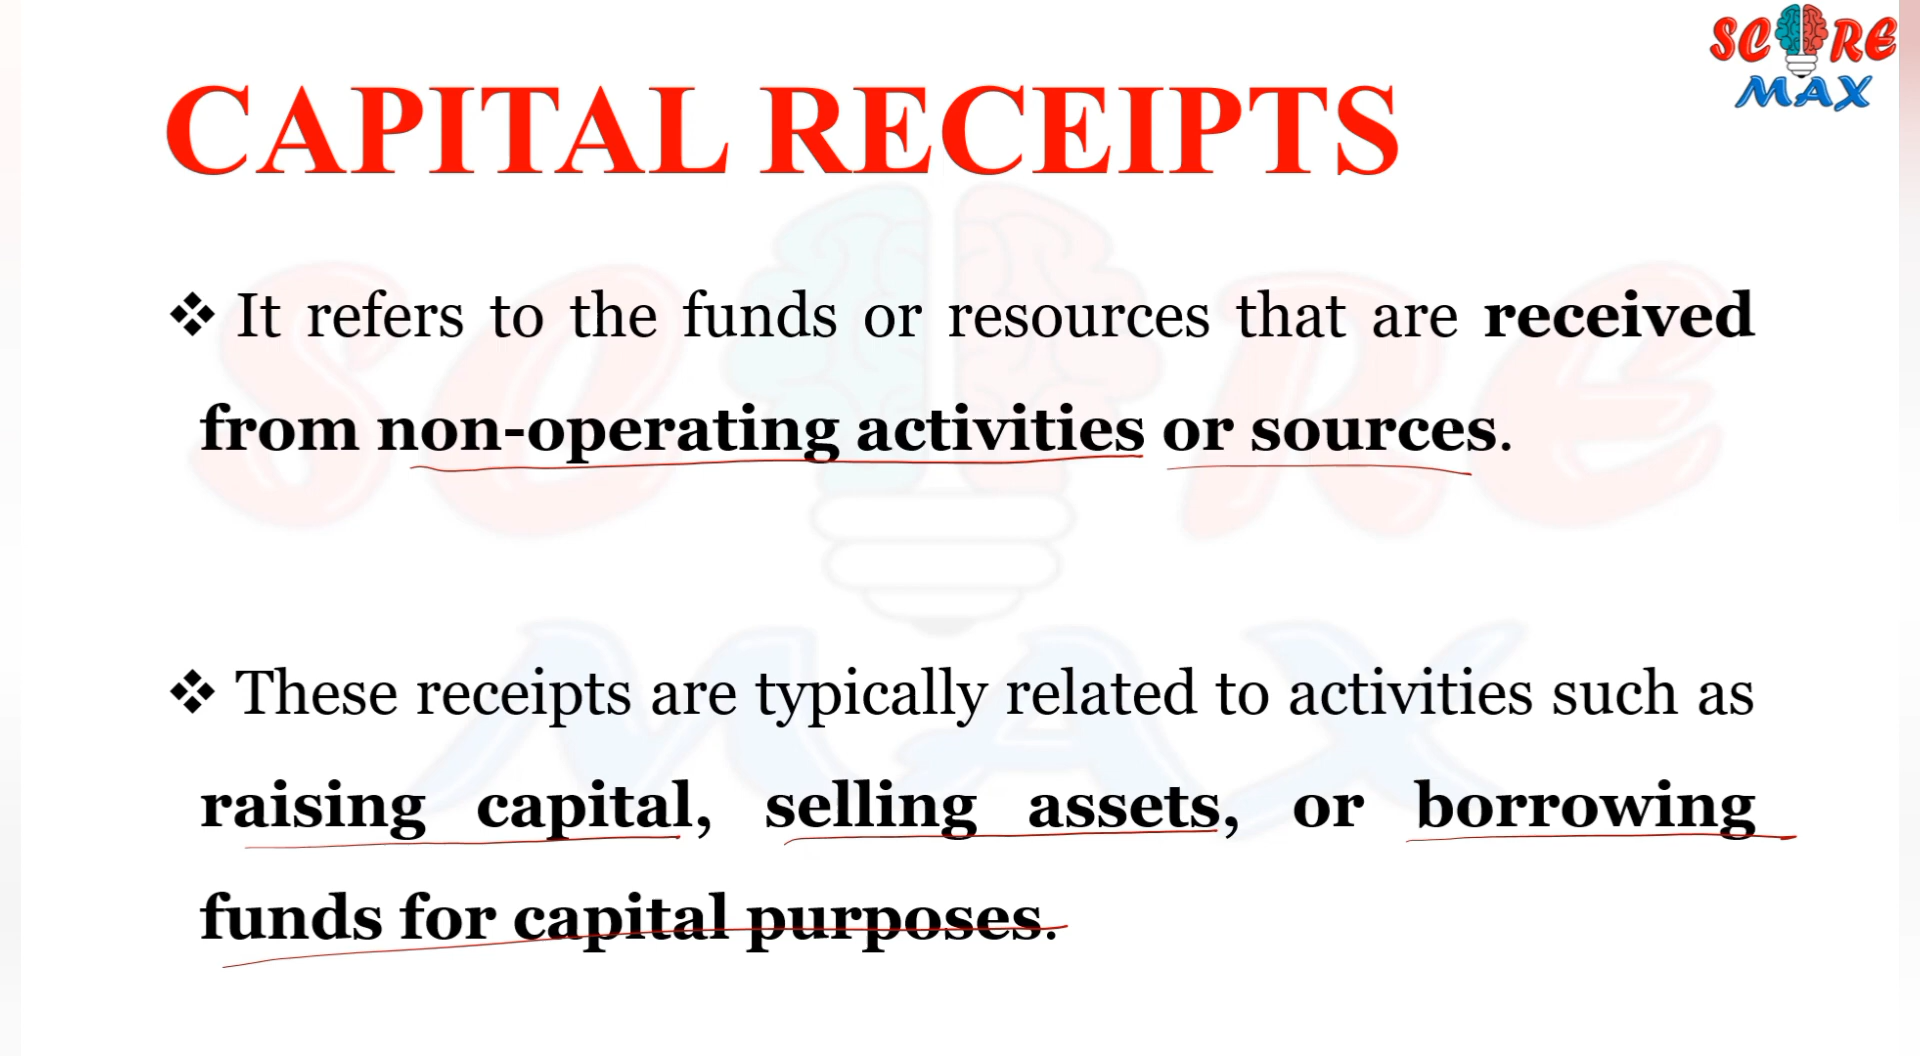 SCORE
MAX
CAPITAL RECEIPTS
❖ It refers to the funds or resources that are received
from non-operating activities or sources.
❖ These receipts are typically related to activities such as
raising capital, selling assets, or borrowing
funds for capital purposes.